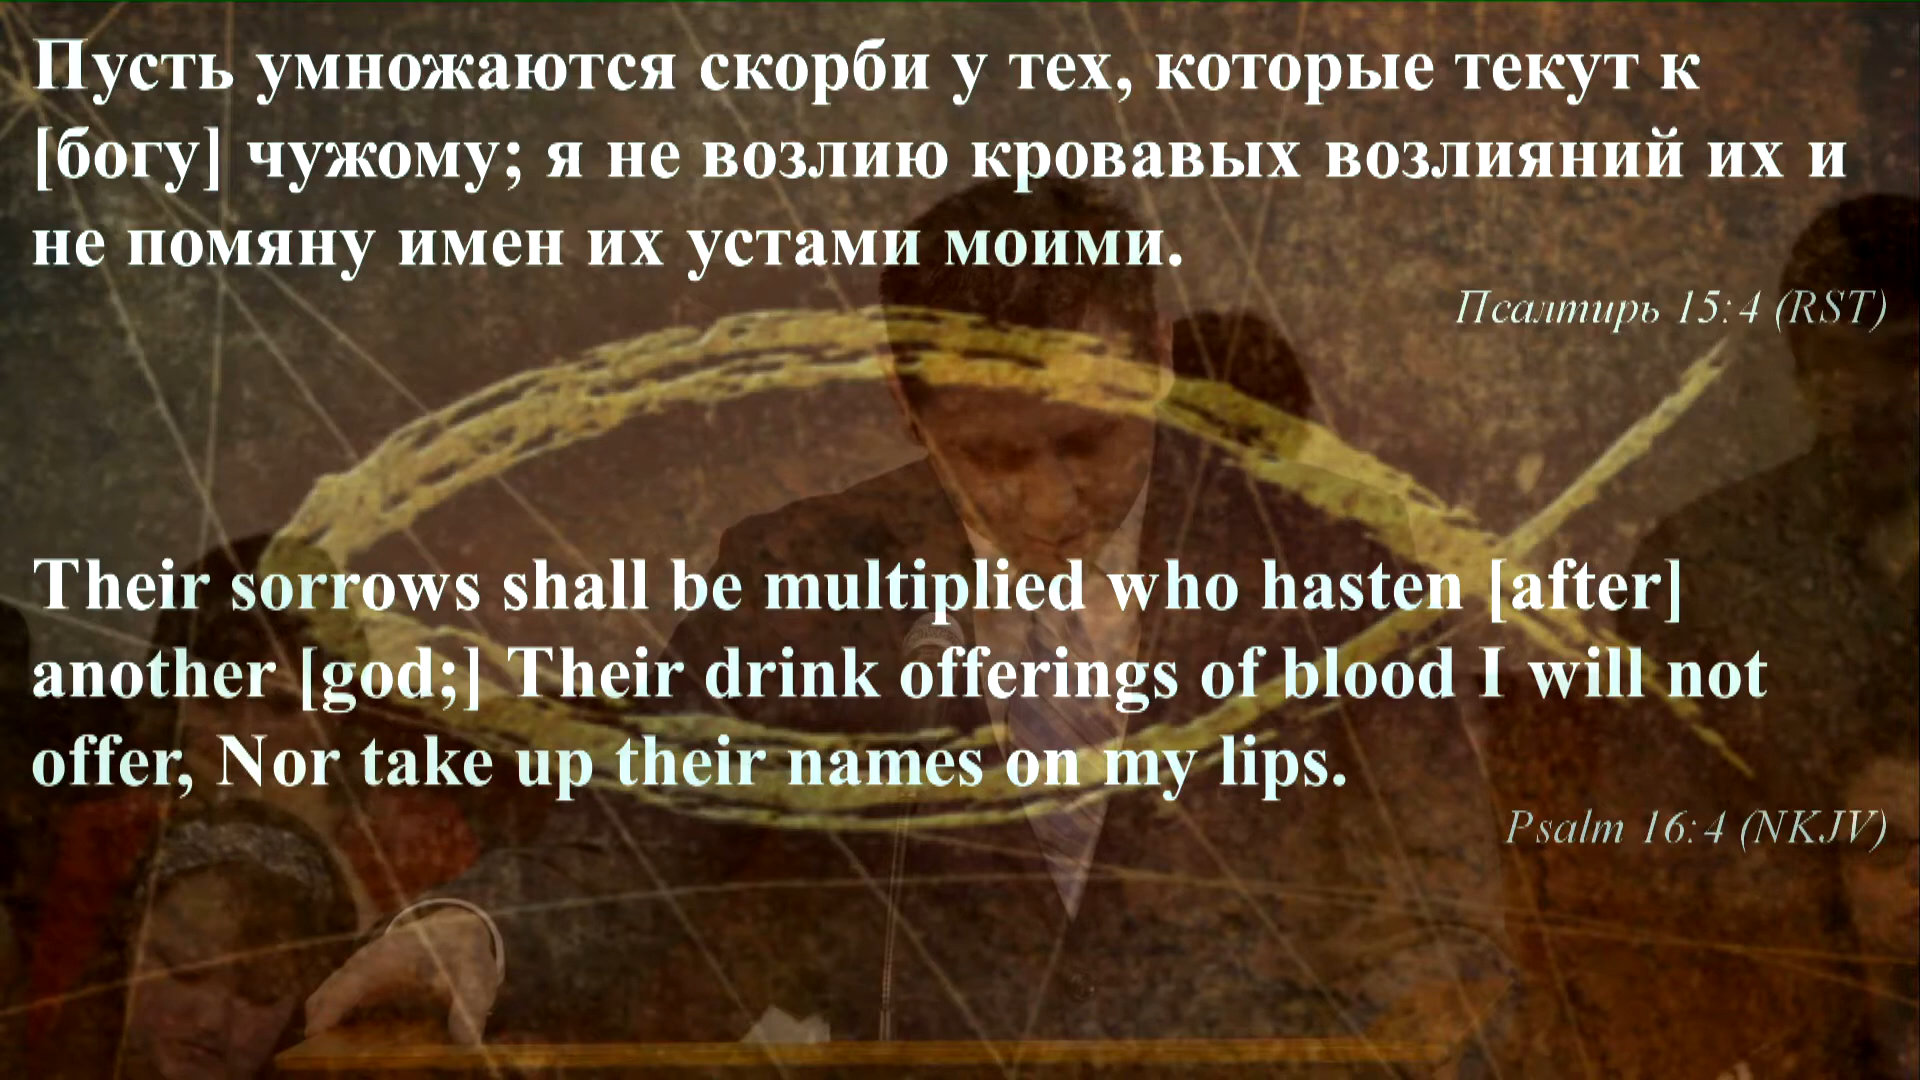 Пусть умножаются скорби у тех, которые текут к
[богу] чужому; я не возлию кровавых возлияний их и
не помяну имен их устами моими.
Псалтирь 15:4 (RST)
Their sorrows shall be multiplied who hasten [after]
another [god;] Their drink offerings of blood I will not
offer, Nor take up their names on my lips.
Psalm 16:4 (NKJV)